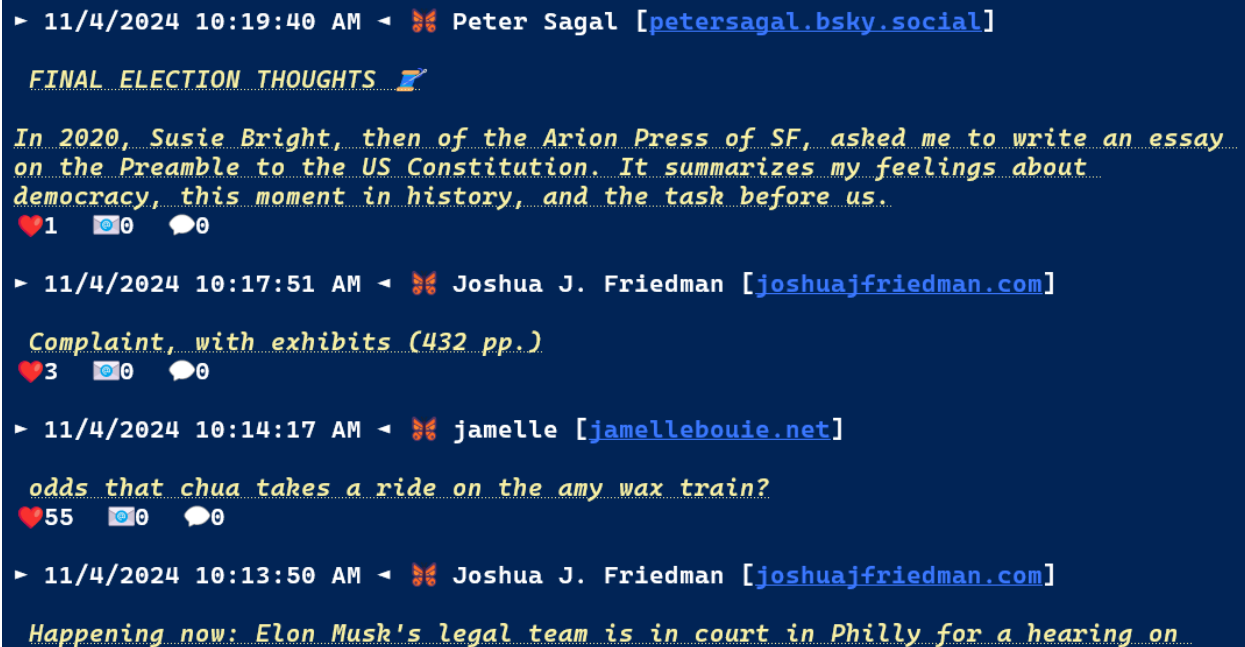 ► 11/4/2024 10:19:40 AM ◄ 🦋 Peter Sagal [petersagal.bsky.social]
FINAL ELECTION THOUGHTS 🧵
In 2020, Susie Bright, then of the Arion Press of SF, asked me to write an essay
on the Preamble to the US Constitution. It summarizes my feelings about
democracy, this moment in history, and the task before us.
❤️1 📧0 💬0
► 11/4/2024 10:17:51 AM ◄ 🦋 Joshua J. Friedman [joshuajfriedman.com]
Complaint, with exhibits (432 pp.)
❤️3 📧0 💬0
► 11/4/2024 10:14:17 AM ◄ 🦋 jamelle [jamellebouie.net]
odds that chua takes a ride on the amy wax train?
❤️55 📧0 💬0
► 11/4/2024 10:13:50 AM ◄ 🦋 Joshua J. Friedman [joshuajfriedman.com]
Happening now: Elon Musk's legal team is in court in Philly for a hearing on